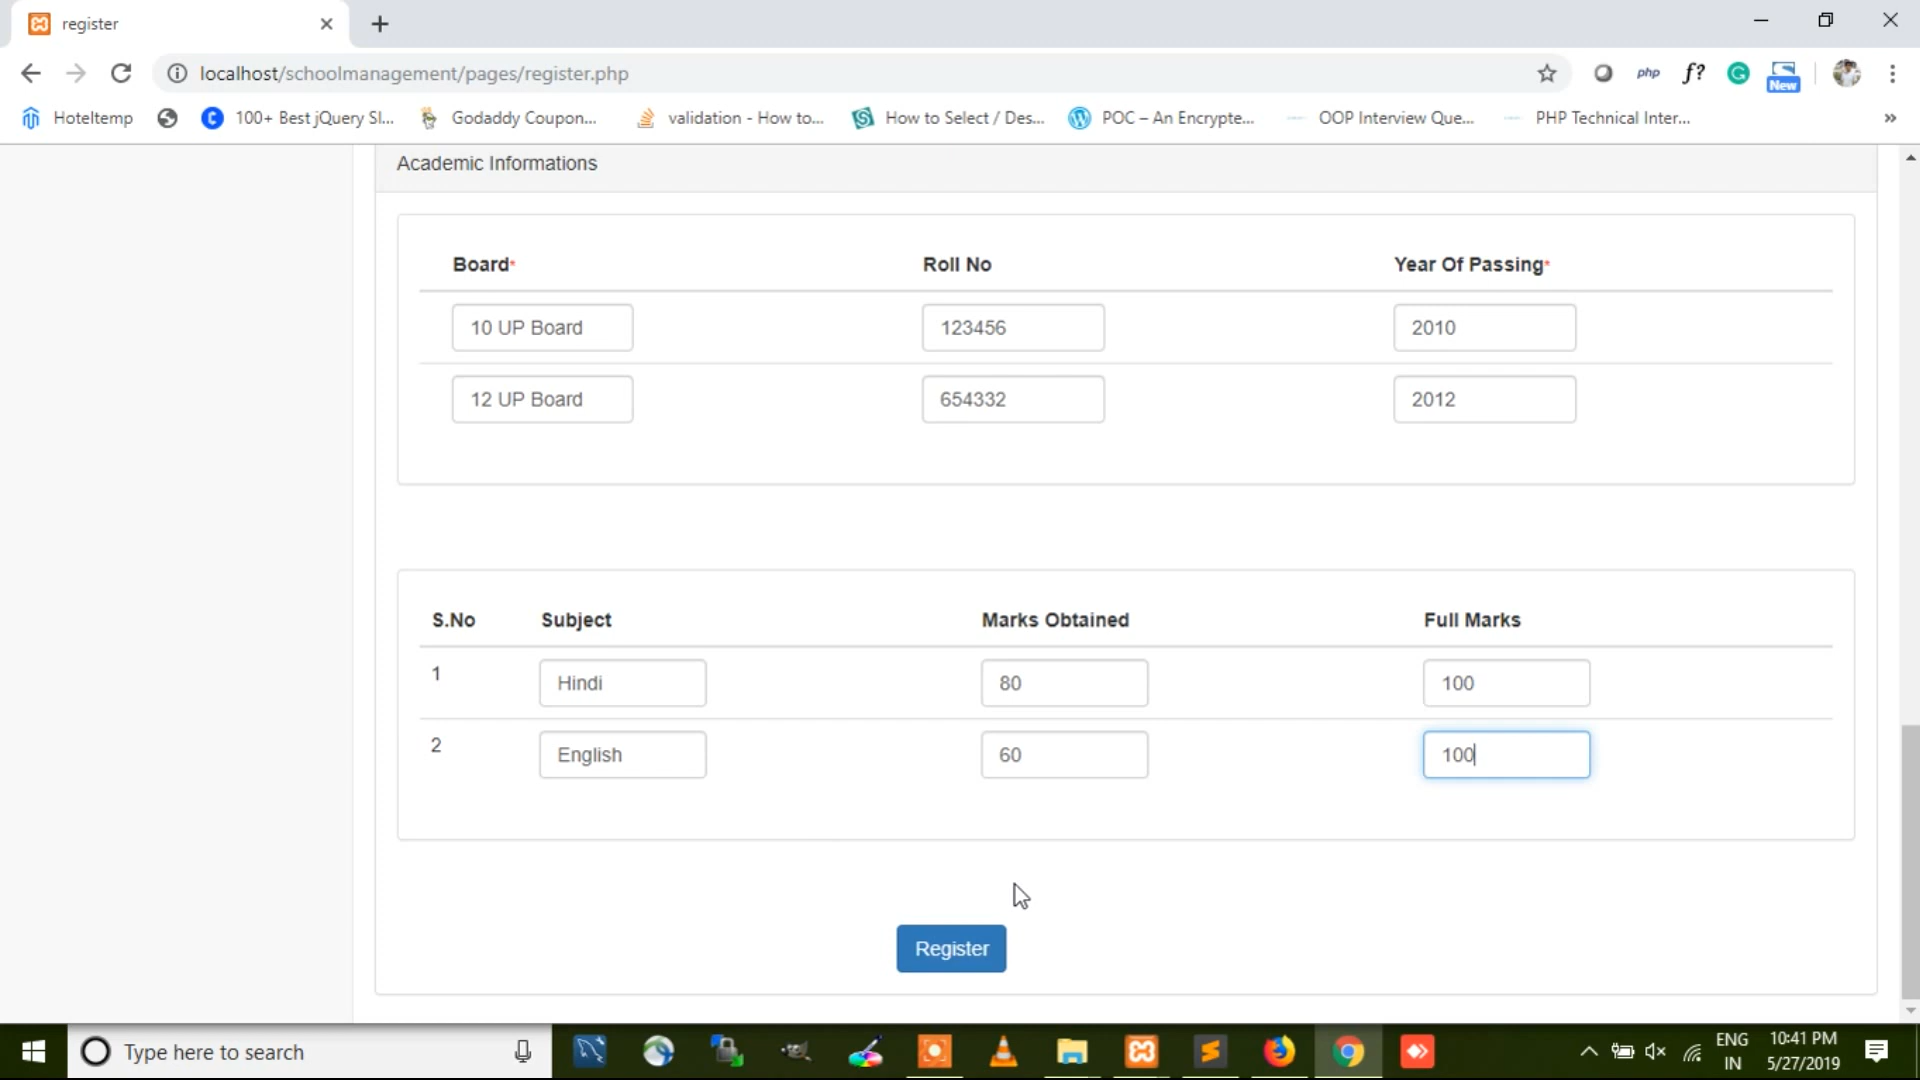 register
localhost/schoolmanagement/pages/register.php
php
f?
New
Hoteltemp
100+ Best jQuery Sl...
Godaddy Coupon...
validation - How to...
How to Select / Des...
POC – An Encrypte...
OOP Interview Que...
PHP Technical Inter...
»
Academic Informations
Board* Roll No Year Of Passing*
10 UP Board 123456 2010
12 UP Board 654332 2012
S.No Subject Marks Obtained Full Marks
1 Hindi 80 100
2 English 60 100
Register
Type here to search
ENG
IN
10:41 PM
5/27/2019